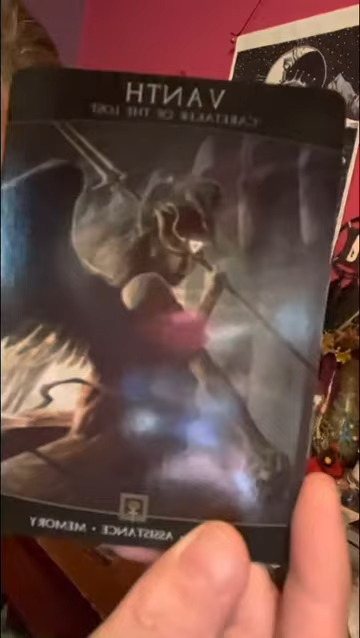 VANTH
CARETAKER OF THE LOST
ASSISTANCE • MEMORY